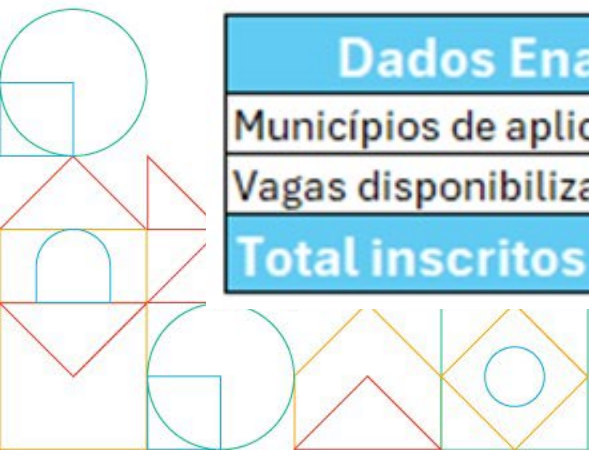 Dados Ena
Municípios de aplic
Vagas disponibiliza
Total inscritos